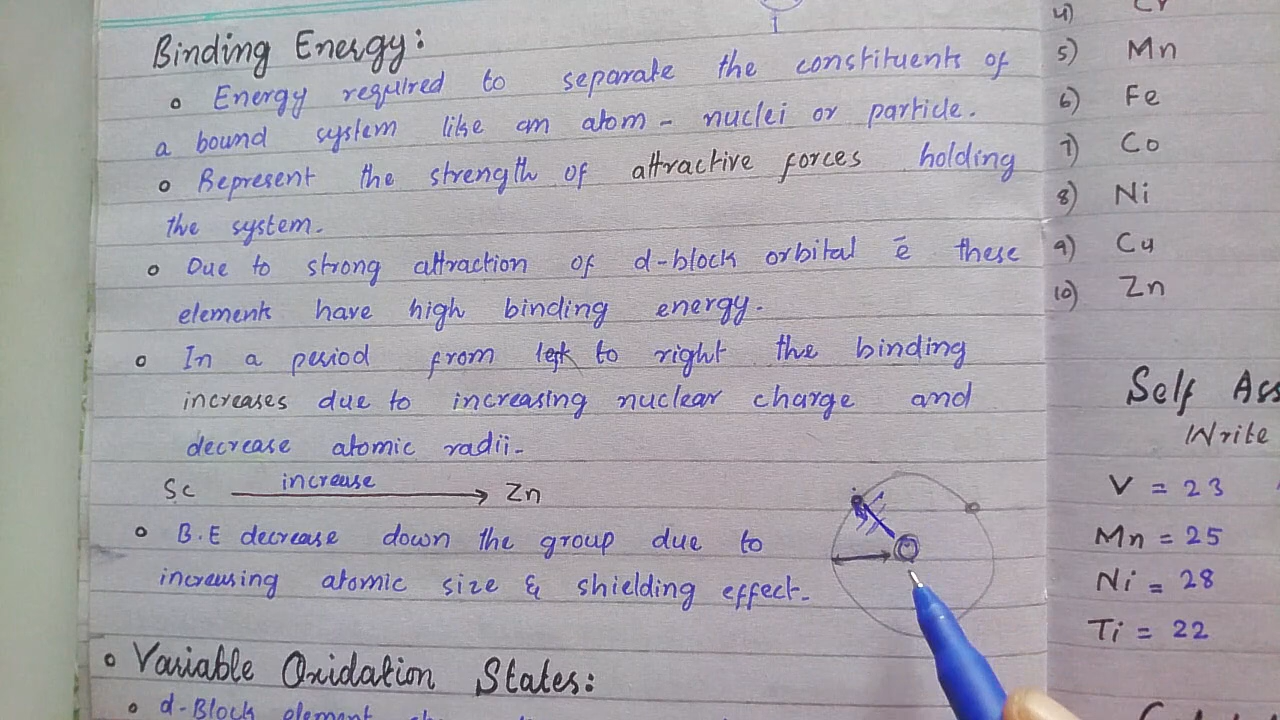 Binding Energy:
o Energy required to separate the constituents of
a bound system like an atom - nuclei or particle.
o Represent the strength of attractive forces holding
the system.
o Due to strong attraction of d-block orbital ē these
elements have high binding energy.
o In a period from left to right the binding
increases due to increasing nuclear charge and
decrease atomic radii.
Sc increase → Zn
o B.E decrease down the group due to
increasing atomic size & shielding effect.
o Variable Oxidation States:
o d-Block element
4) Cr
5) Mn
6) Fe
7) Co
8) Ni
9) Cu
10) Zn
Self Ass
Write
V = 23
Mn = 25
Ni = 28
Ti = 22